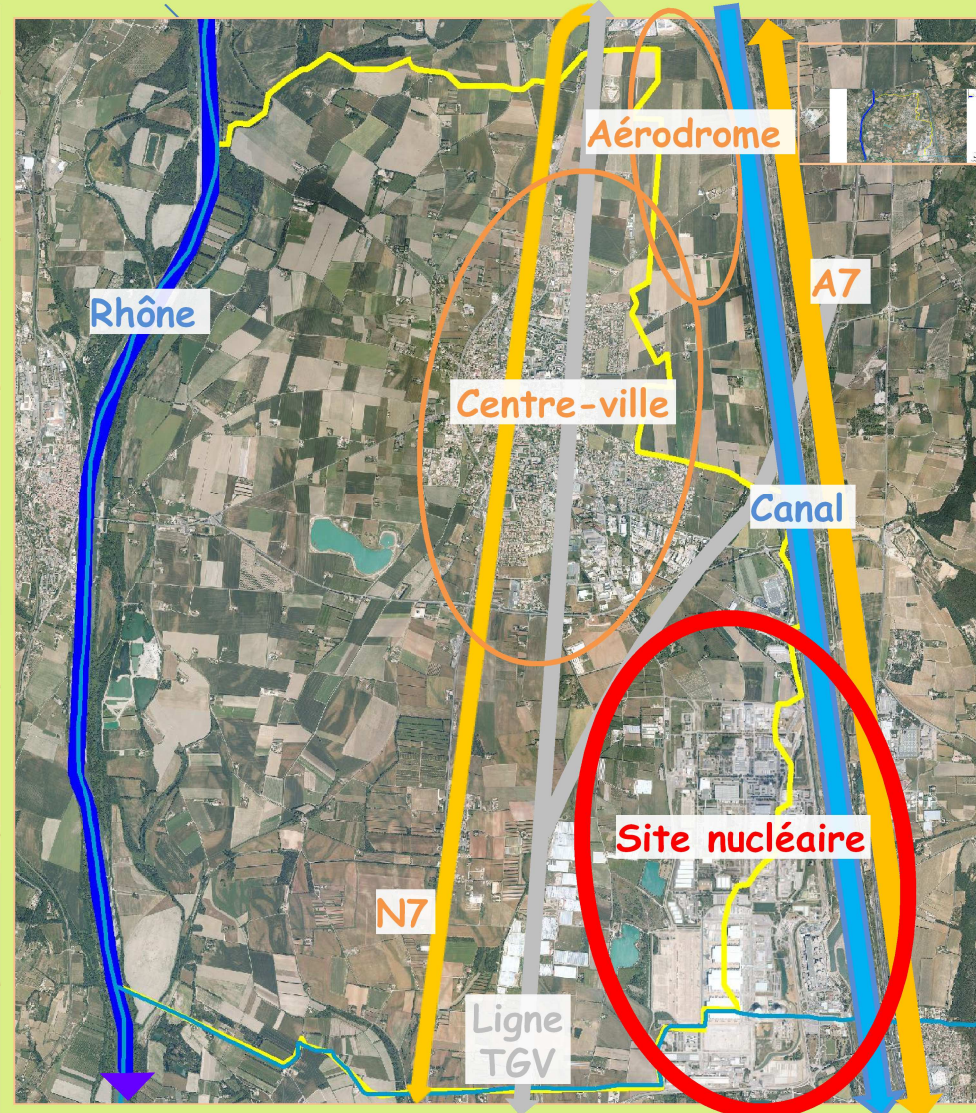 Aérodrome
A7
Rhône
Centre-ville
Canal
Site nucléaire
N7
Ligne
TGV